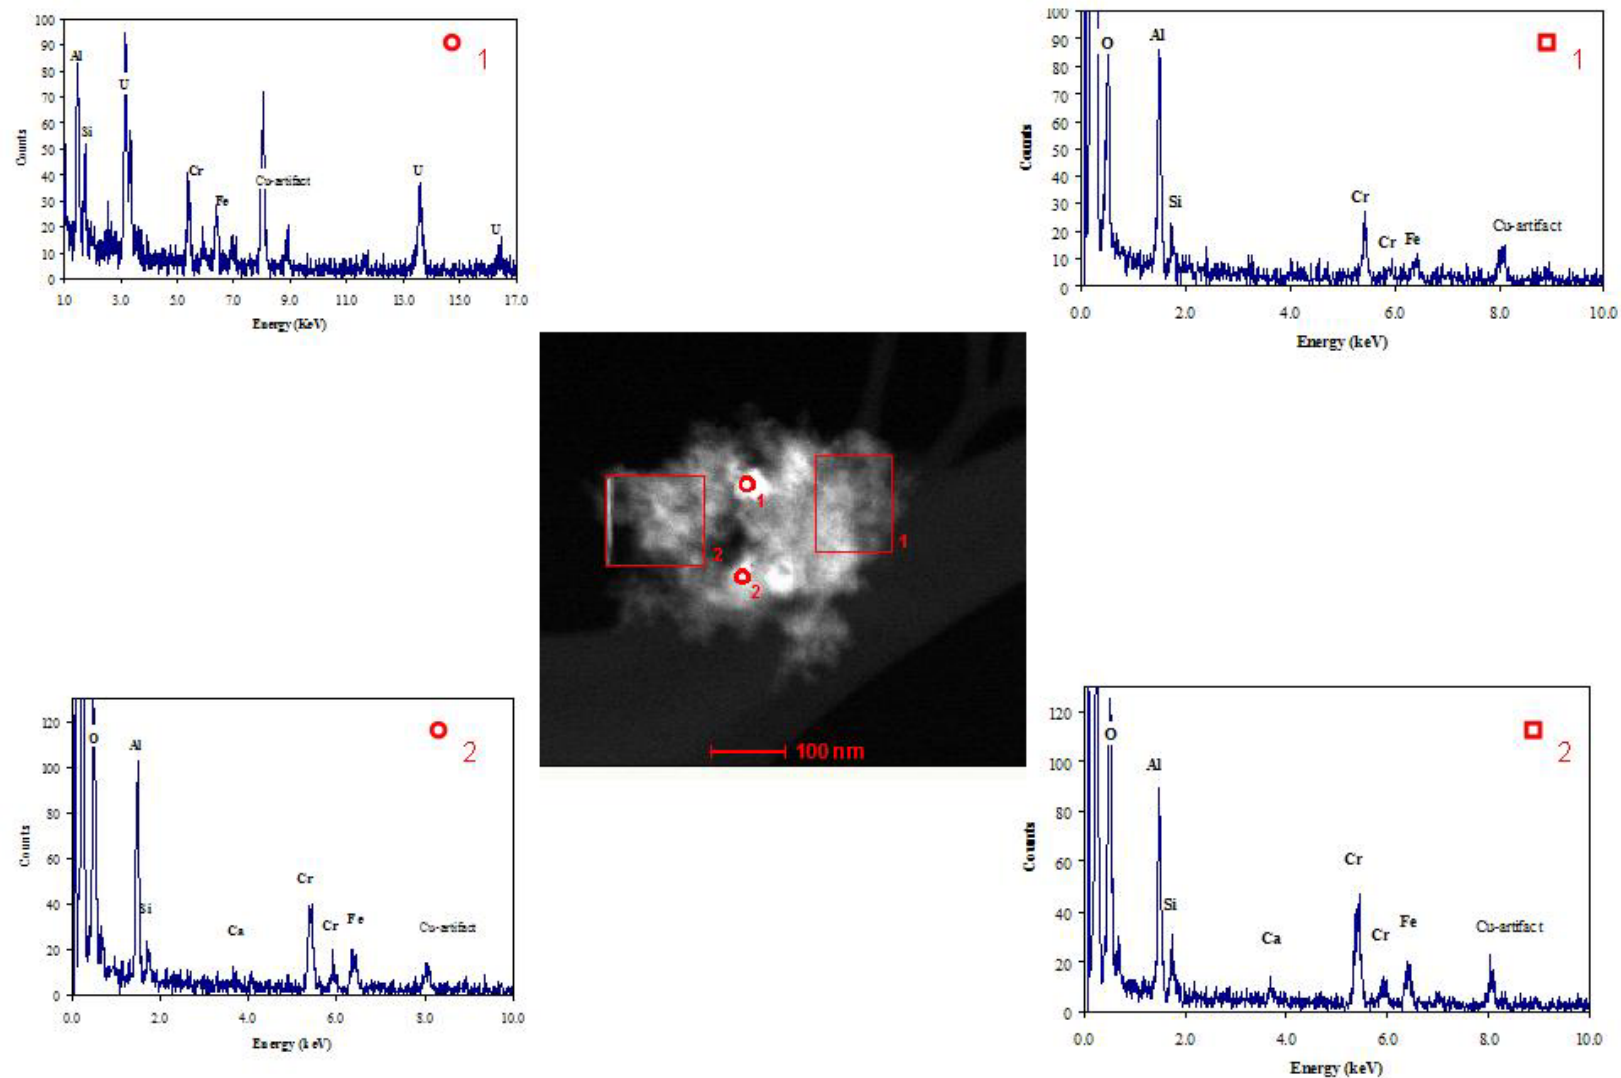 100
90
80
70
60
50
40
30
20
10
0
Counts
Al
Si
U
Cr
Fe
Cu-artifact
U
U
1
1.0 3.0 5.0 7.0 9.0 11.0 13.0 15.0 17.0
Energy (KeV)
100
90
80
70
60
50
40
30
20
10
0
Counts
O
Al
Si
Cr
Cr
Fe
Cu-artifact
1
0.0 2.0 4.0 6.0 8.0 10.0
Energy (keV)
1
2
1
2
100 nm
120
100
80
60
40
20
0
Counts
O
Al
Si
Ca
Cr
Cr
Fe
Cu-artifact
2
0.0 2.0 4.0 6.0 8.0 10.0
Energy (keV)
120
100
80
60
40
20
0
Counts
O
Al
Si
Ca
Cr
Cr
Fe
Cu-artifact
2
0.0 2.0 4.0 6.0 8.0 10.0
Energy (keV)